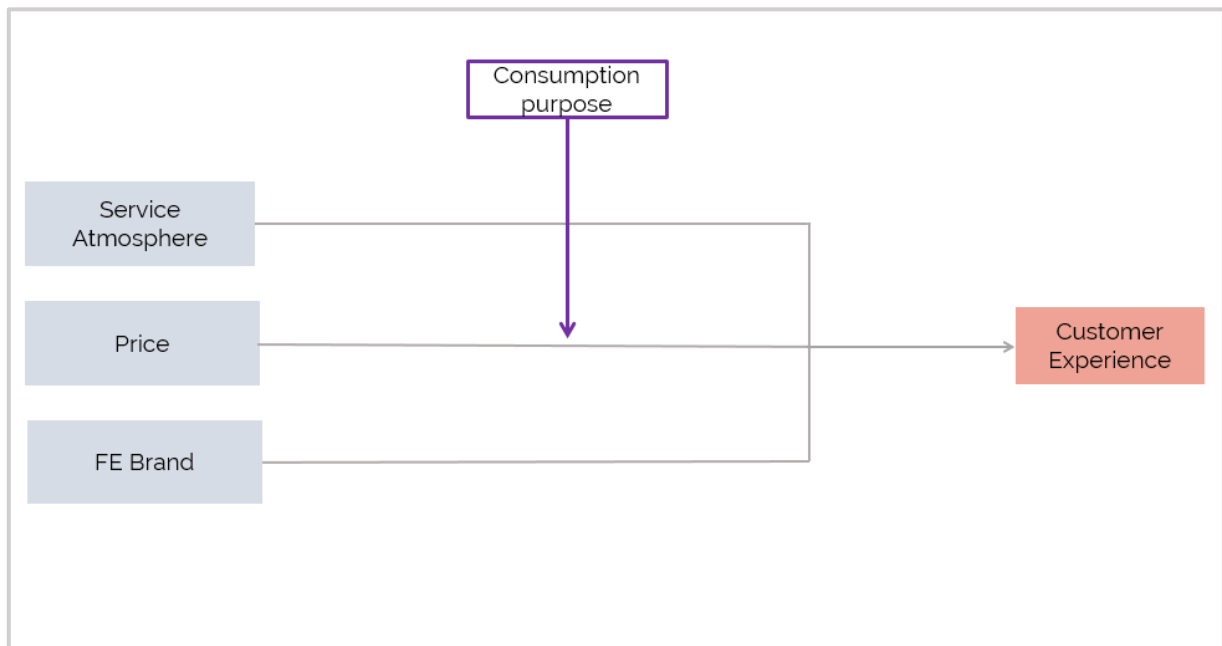 Consumption
purpose
Service
Atmosphere
Price
Customer
Experience
FE Brand